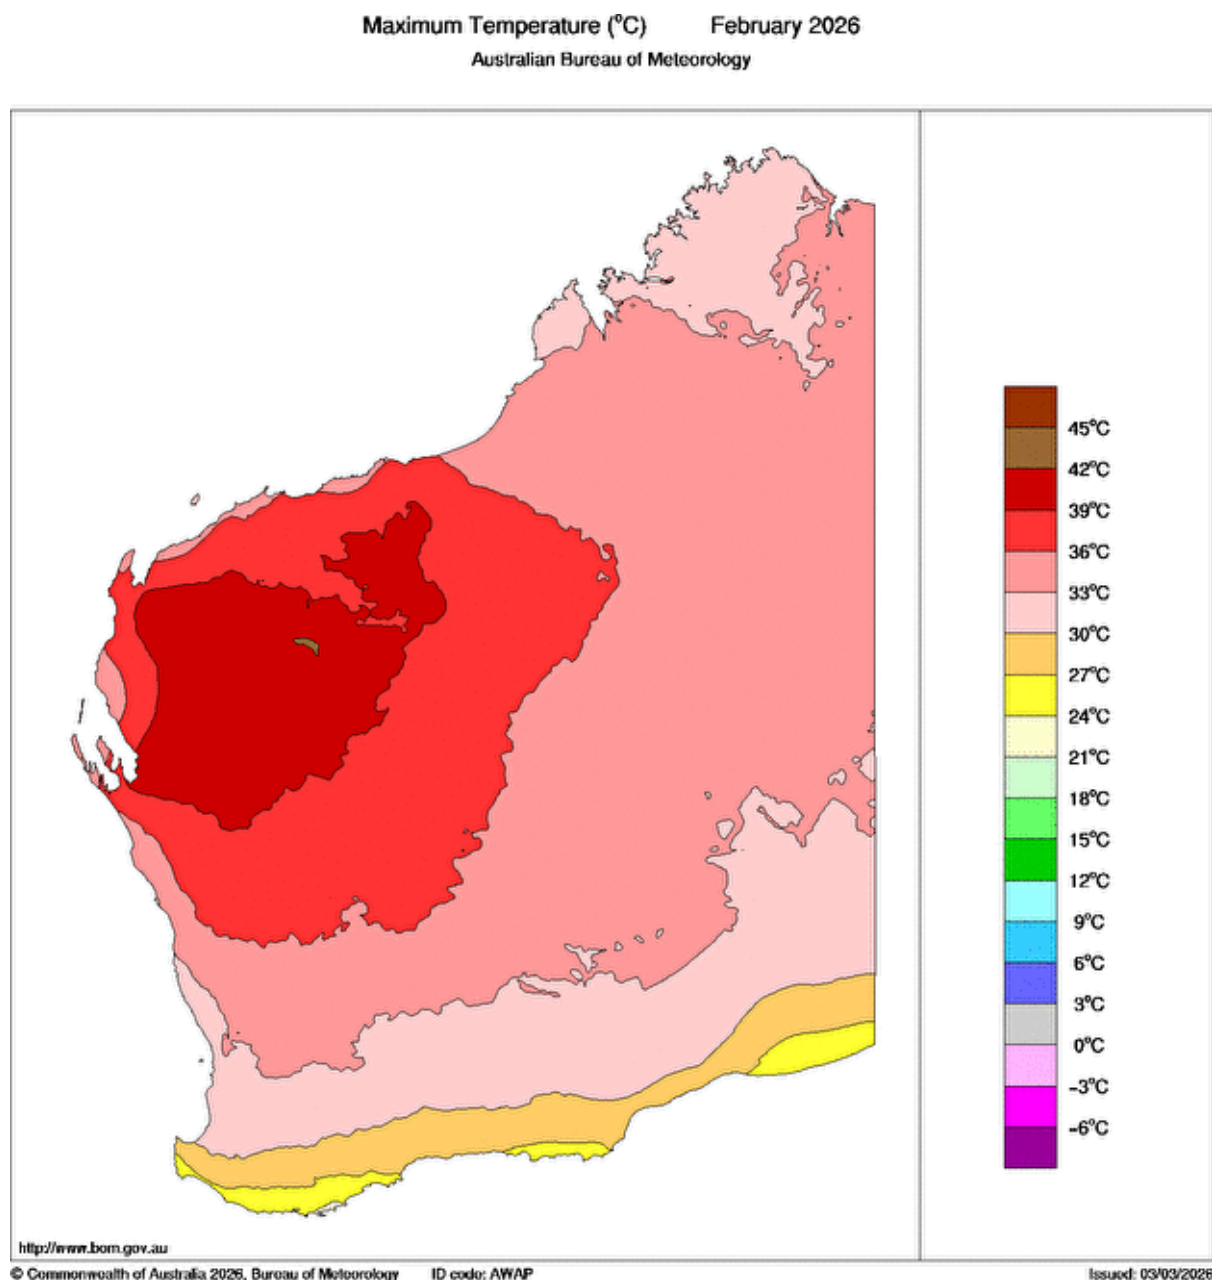 Maximum Temperature (°C) February 2026
Australian Bureau of Meteorology
45°C
42°C
39°C
36°C
33°C
30°C
27°C
24°C
21°C
18°C
15°C
12°C
9°C
6°C
3°C
0°C
-3°C
-6°C
http://www.bom.gov.au
© Commonwealth of Australia 2026, Bureau of Meteorology ID code: AWAP Issued: 03/03/2026